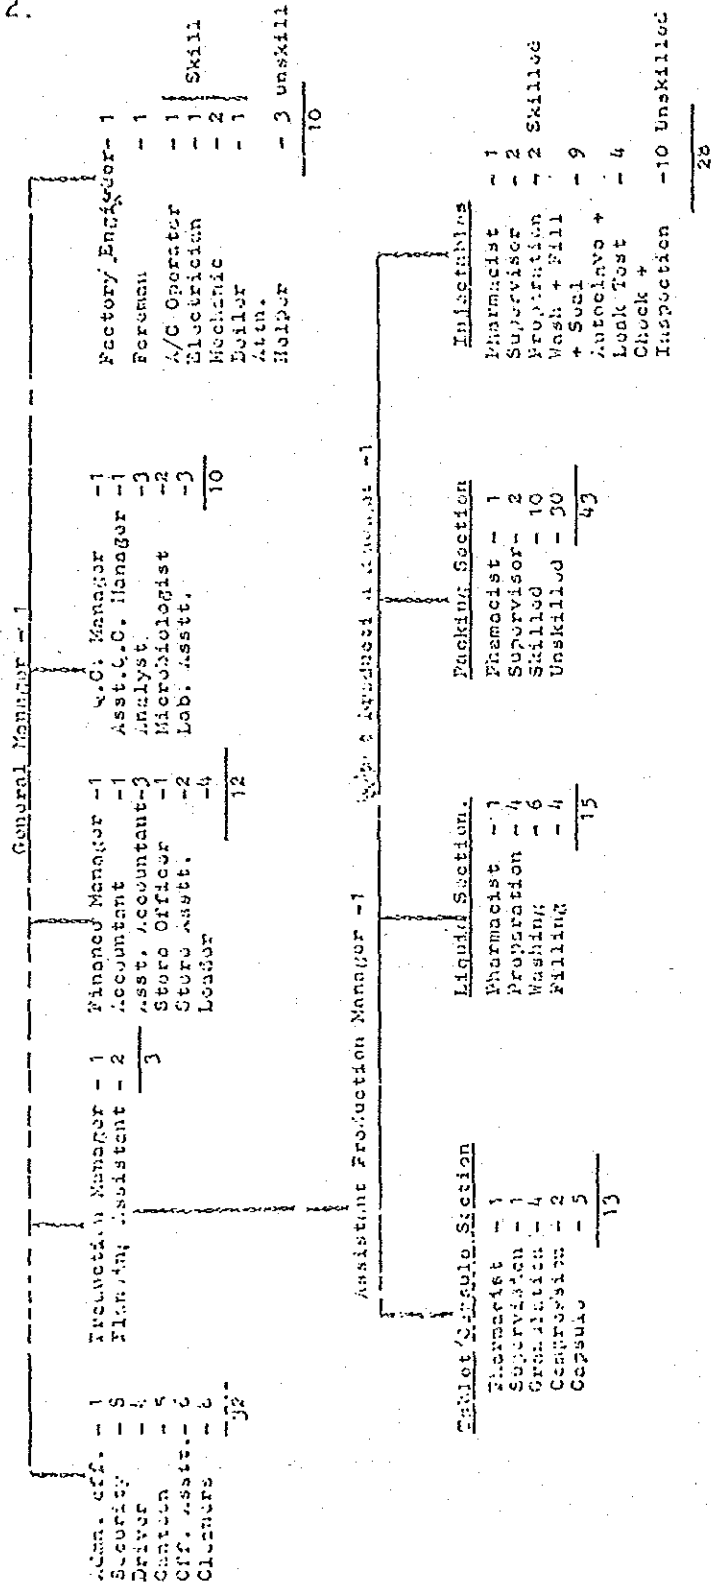 2.
General Manager - 1
Admn. Off. - 1
Security - 8
Driver - 4
Canteen - 5
Off. Asstt. - 6
Cleaners - 8
32
Production Manager - 1
Planning Assistant - 2
3
Finance Manager -1
Accountant -1
Asst. Accountant-3
Store Officer -1
Store Asstt. -2
Loador -4
12
Q.C. Manager -1
Asst.Q.C. Manager -1
Analyst -3
Microbiologist -2
Lab. Asstt. -3
10
Factory Engineer- 1
Foreman - 1
A/C Operator - 1
Electrician - 1 Skill
Mechanic - 2
Boiler - 1
Attn.
Helper - 3 unskill
10
Assistant Production Manager -1
-1
Tablet/Capsule Section
Pharmacist - 1
Supervision - 1
Granulation - 4
Compression - 2
Capsule - 5
13
Liquid Section.
Pharmacist - 1
Preparation - 4
Washing - 6
Filling - 4
15
Packing Section
Phamacist - 1
Supervisor- 2
Skilled - 10
Unskilled - 30
43
Injectables
Pharmacist - 1
Supervisor - 2
Preparation - 2 Skilled
Wash + Fill
+ Seal - 9
Autoclave +
Leak Test - 4
Check +
Inspection -10 Unskilled
28